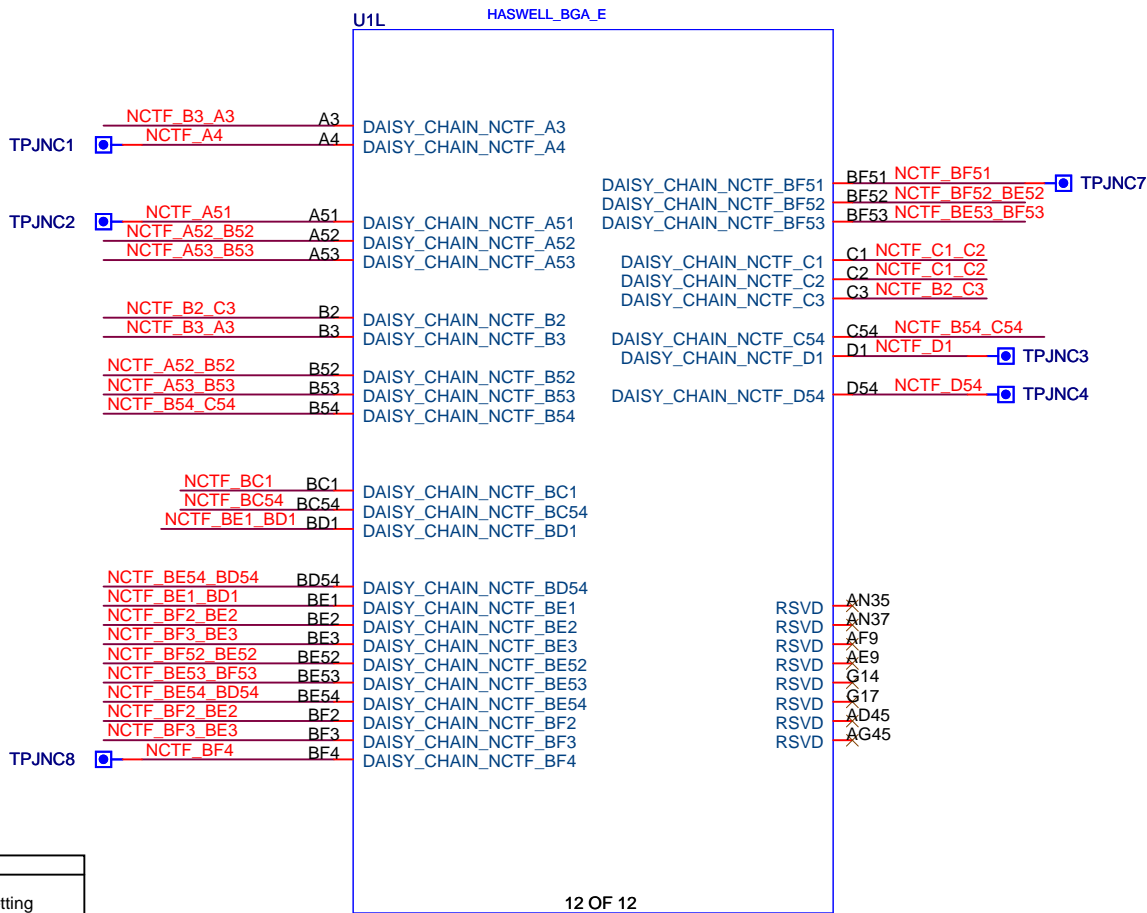 HASWELL_BGA_E
U1L
NCTF_B3_A3 A3 DAISY_CHAIN_NCTF_A3
TPJNC1 NCTF_A4 A4 DAISY_CHAIN_NCTF_A4
TPJNC2 NCTF_A51 A51 DAISY_CHAIN_NCTF_A51
NCTF_A52_B52 A52 DAISY_CHAIN_NCTF_A52
NCTF_A53_B53 A53 DAISY_CHAIN_NCTF_A53
NCTF_B2_C3 B2 DAISY_CHAIN_NCTF_B2
NCTF_B3_A3 B3 DAISY_CHAIN_NCTF_B3
NCTF_A52_B52 B52 DAISY_CHAIN_NCTF_B52
NCTF_A53_B53 B53 DAISY_CHAIN_NCTF_B53
NCTF_B54_C54 B54 DAISY_CHAIN_NCTF_B54
NCTF_BC1 BC1 DAISY_CHAIN_NCTF_BC1
NCTF_BC54 BC54 DAISY_CHAIN_NCTF_BC54
NCTF_BE1_BD1 BD1 DAISY_CHAIN_NCTF_BD1
NCTF_BE54_BD54 BD54 DAISY_CHAIN_NCTF_BD54
NCTF_BE1_BD1 BE1 DAISY_CHAIN_NCTF_BE1
NCTF_BF2_BE2 BE2 DAISY_CHAIN_NCTF_BE2
NCTF_BF3_BE3 BE3 DAISY_CHAIN_NCTF_BE3
NCTF_BF52_BE52 BE52 DAISY_CHAIN_NCTF_BE52
NCTF_BE53_BF53 BE53 DAISY_CHAIN_NCTF_BE53
NCTF_BE54_BD54 BE54 DAISY_CHAIN_NCTF_BE54
NCTF_BF2_BE2 BF2 DAISY_CHAIN_NCTF_BF2
NCTF_BF3_BE3 BF3 DAISY_CHAIN_NCTF_BF3
TPJNC8 NCTF_BF4 BF4 DAISY_CHAIN_NCTF_BF4
DAISY_CHAIN_NCTF_BF51 BF51 NCTF_BF51 TPJNC7
DAISY_CHAIN_NCTF_BF52 BF52 NCTF_BF52_BE52
DAISY_CHAIN_NCTF_BF53 BF53 NCTF_BE53_BF53
DAISY_CHAIN_NCTF_C1 C1 NCTF_C1_C2
DAISY_CHAIN_NCTF_C2 C2 NCTF_C1_C2
DAISY_CHAIN_NCTF_C3 C3 NCTF_B2_C3
DAISY_CHAIN_NCTF_C54 C54 NCTF_B54_C54
DAISY_CHAIN_NCTF_D1 D1 NCTF_D1 TPJNC3
DAISY_CHAIN_NCTF_D54 D54 NCTF_D54 TPJNC4
RSVD AN35
RSVD AN37
RSVD AF9
RSVD AE9
RSVD G14
RSVD G17
RSVD AD45
RSVD AG45
tting
12 OF 12